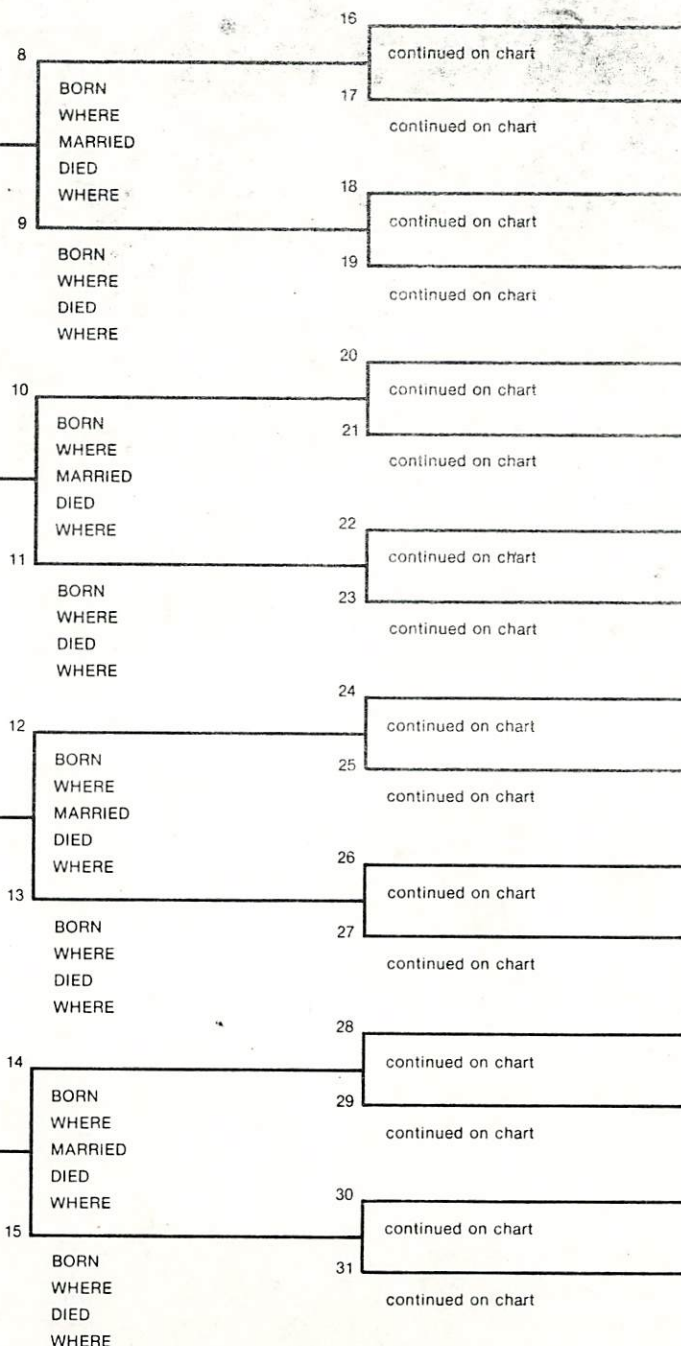 16
continued on chart
8
17
BORN
WHERE
continued on chart
MARRIED
DIED
WHERE
18
continued on chart
9
19
BORN
WHERE
continued on chart
DIED
WHERE
20
continued on chart
10
21
BORN
WHERE
continued on chart
MARRIED
DIED
WHERE
22
continued on chart
11
23
BORN
WHERE
continued on chart
DIED
WHERE
24
continued on chart
12
25
BORN
WHERE
continued on chart
MARRIED
DIED
WHERE
26
continued on chart
13
27
BORN
WHERE
continued on chart
DIED
WHERE
28
continued on chart
14
29
BORN
WHERE
continued on chart
MARRIED
DIED
WHERE
30
continued on chart
15
31
BORN
WHERE
continued on chart
DIED
WHERE